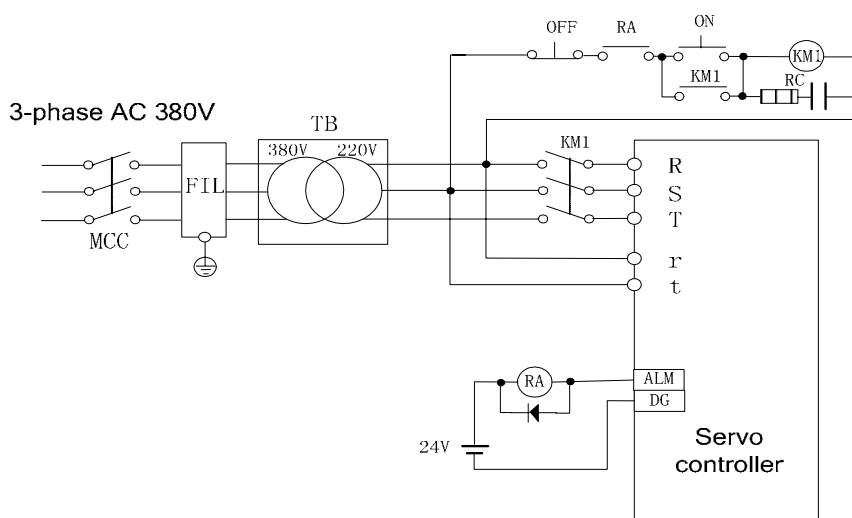 OFF
RA
ON
KM1
KM1
RC
3-phase AC 380V
TB
380V
220V
KM1
FIL
MCC
R
S
T
r
t
RA
ALM
DG
24V
Servo
controller